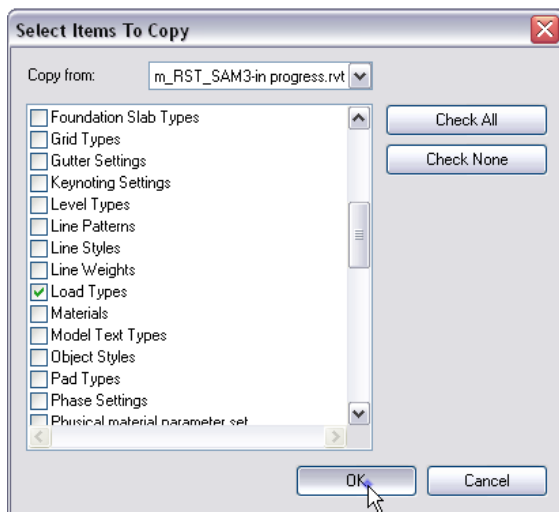 Select Items To Copy
Copy from: m_RST_SAM3-in progress.rvt
Foundation Slab Types
Grid Types
Gutter Settings
Keynoting Settings
Level Types
Line Patterns
Line Styles
Line Weights
Load Types
Materials
Model Text Types
Object Styles
Pad Types
Phase Settings
Physical material parameter set
Check All
Check None
OK
Cancel